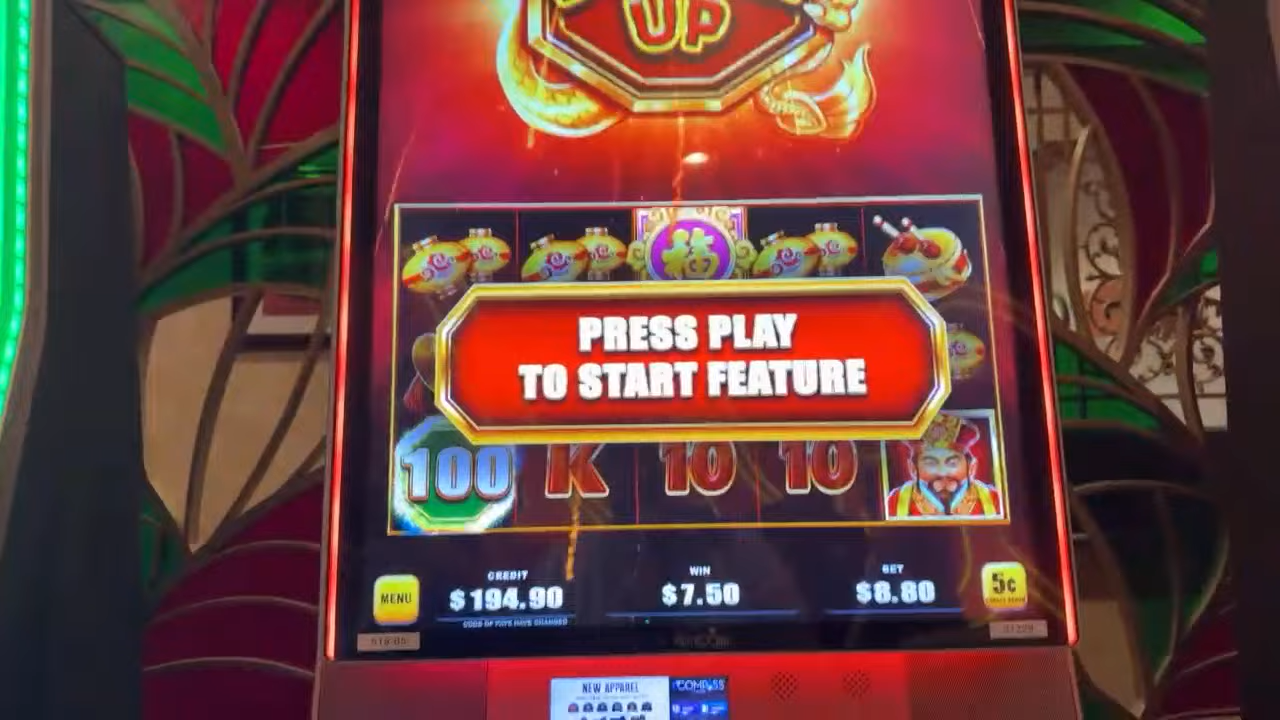 UP
福
PRESS PLAY
TO START FEATURE
100 K 10 10
CREDIT WIN BET
MENU $194.90 $7.50 $8.80 5¢
NEW APPAREL
COMPASS